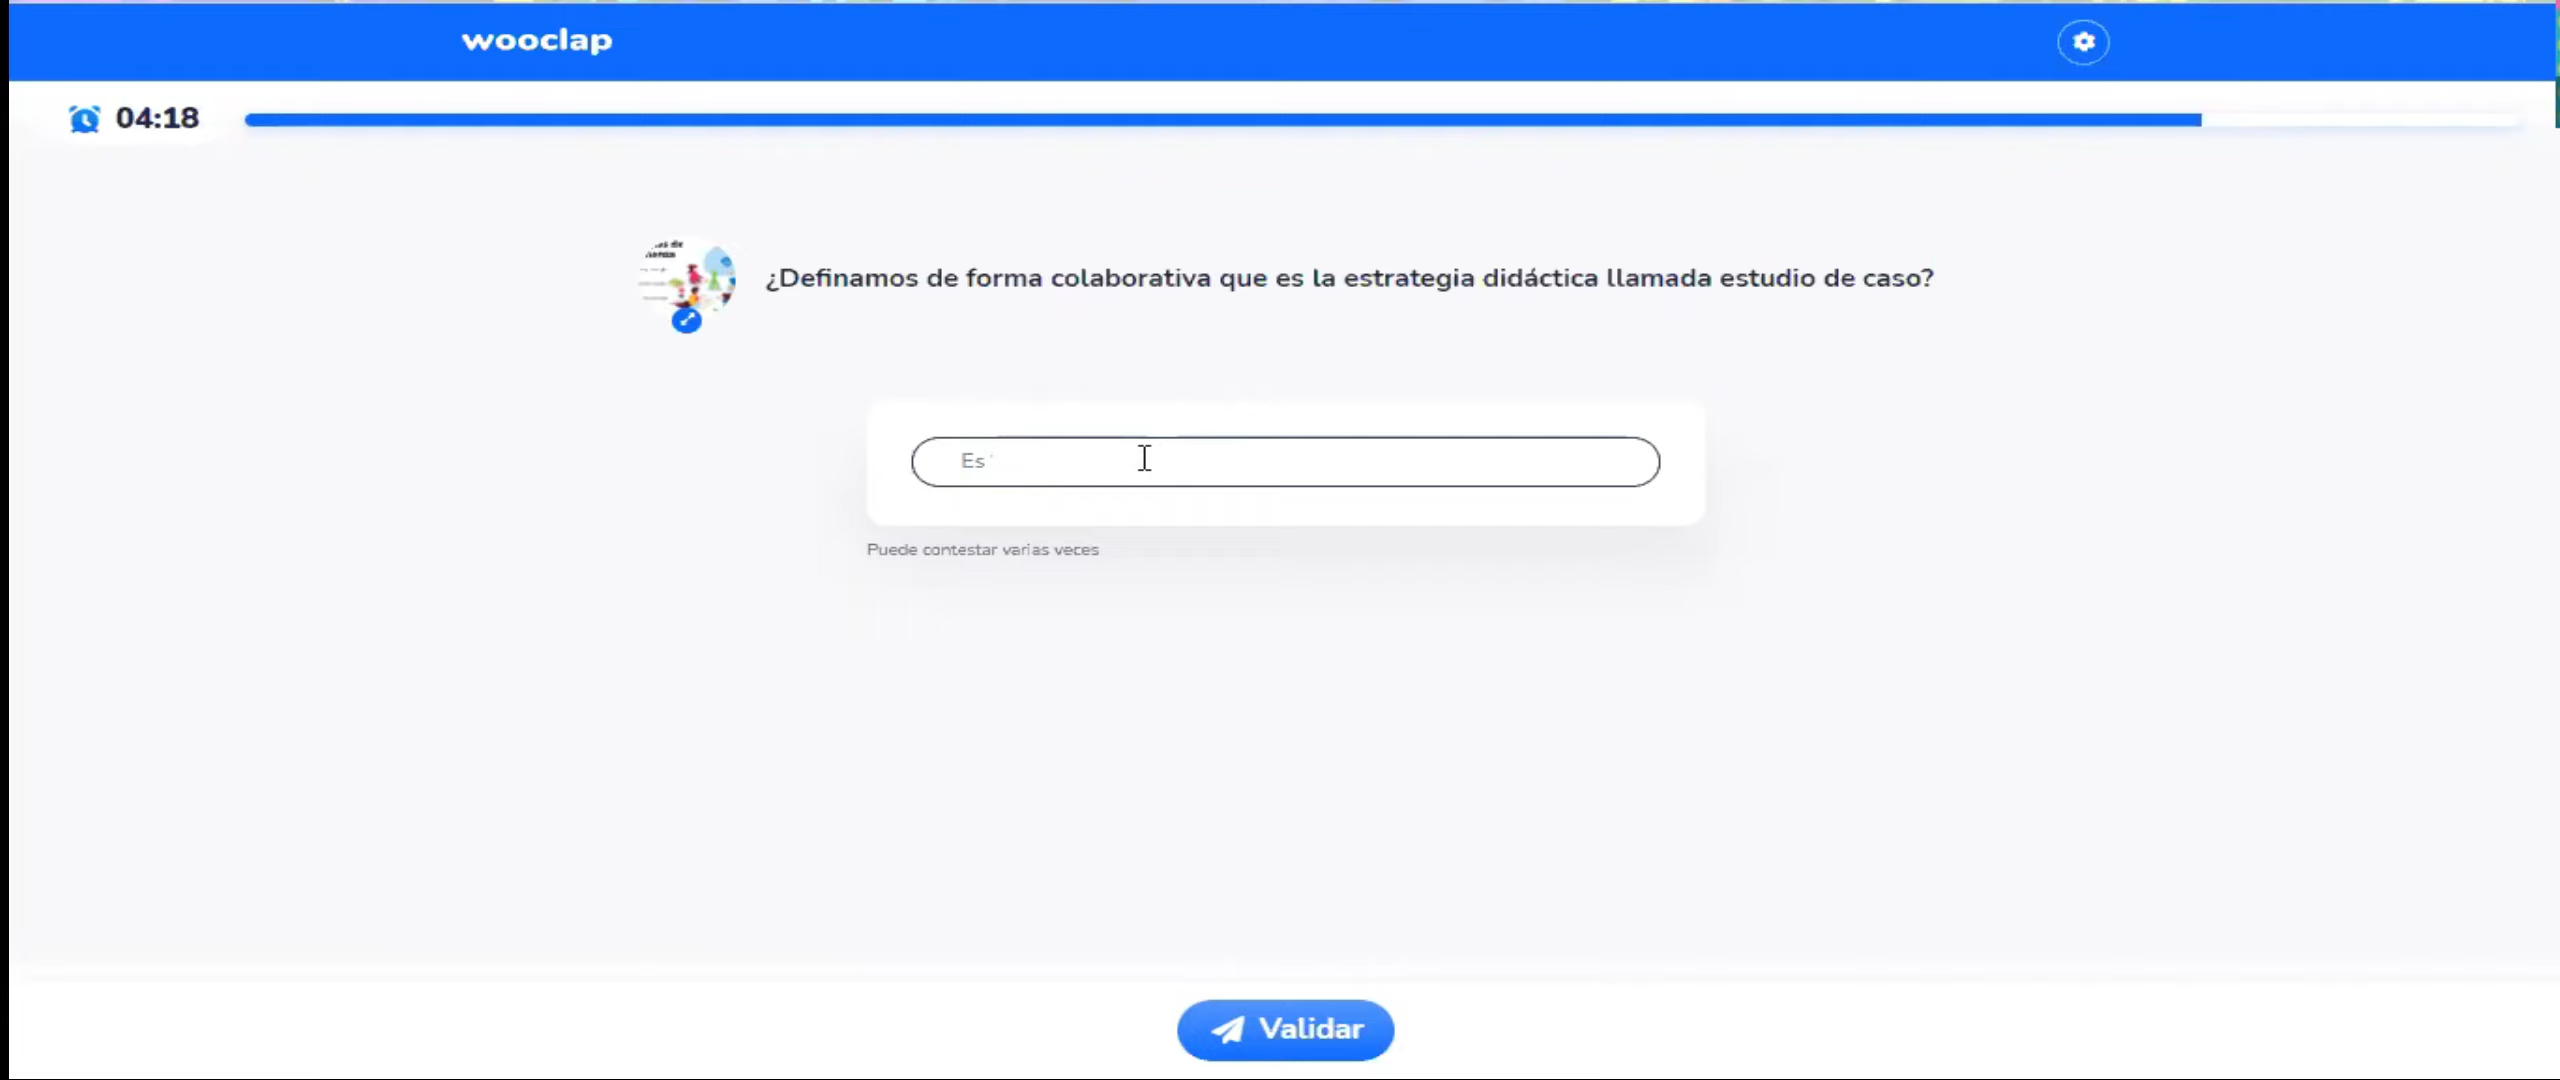 wooclap
04:18
¿Definamos de forma colaborativa que es la estrategia didáctica llamada estudio de caso?
Es
Puede contestar varias veces
Validar